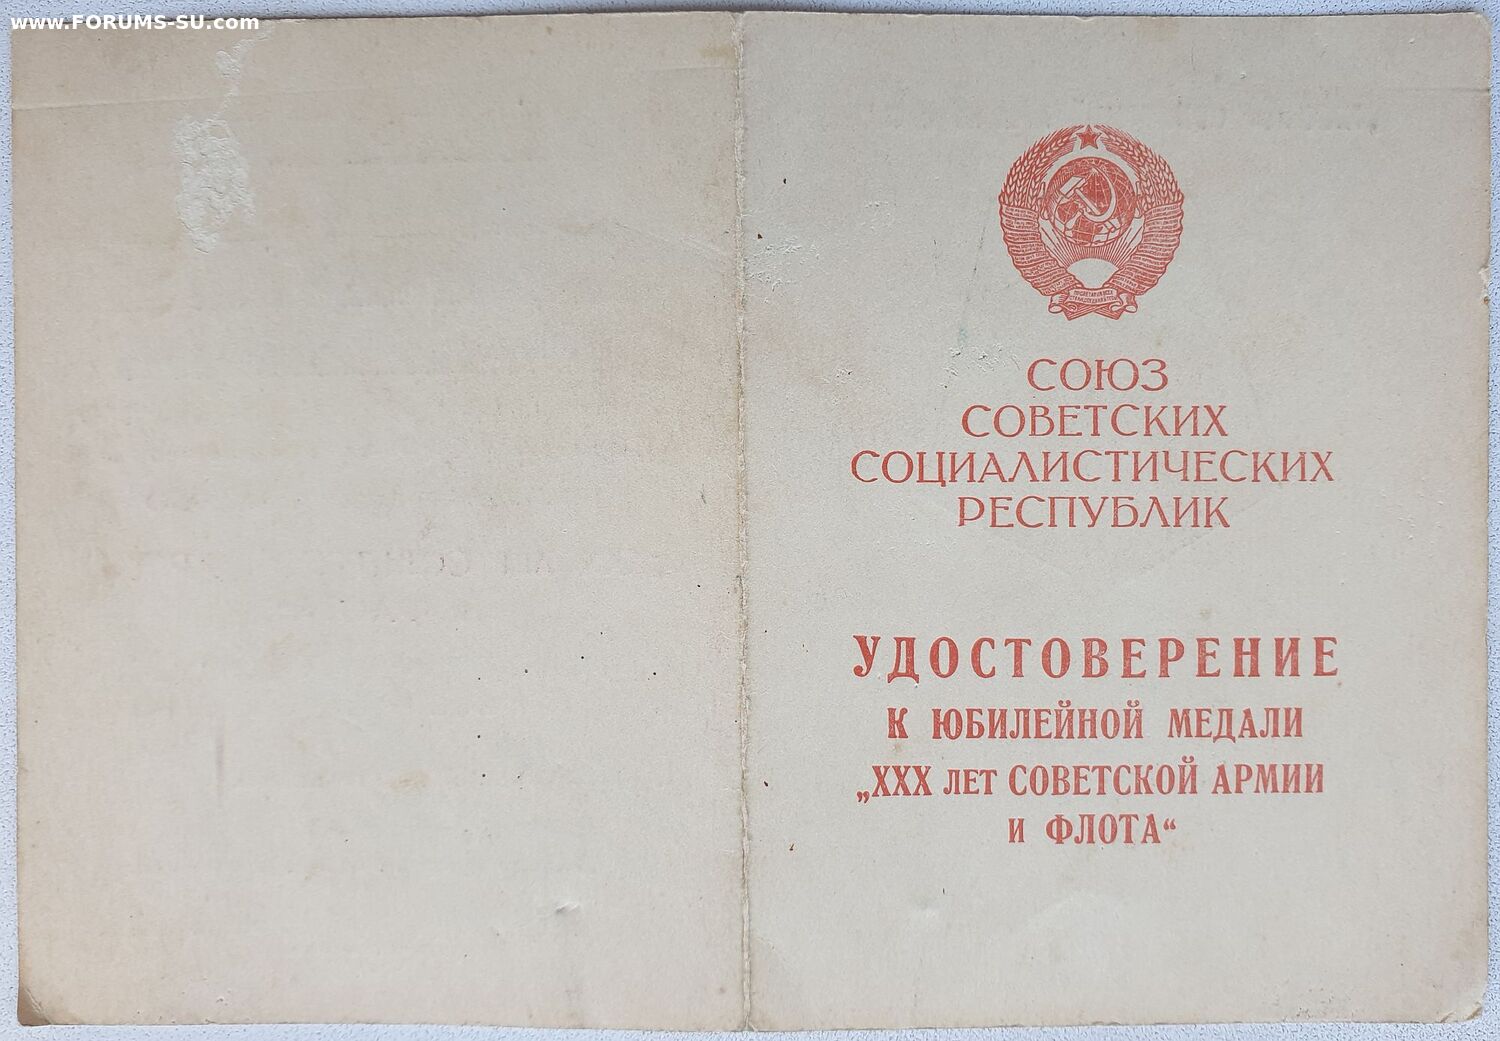 www.FORUMS-SU.com
СОЮЗ
СОВЕТСКИХ
СОЦИАЛИСТИЧЕСКИХ
РЕСПУБЛИК
УДОСТОВЕРЕНИЕ
К ЮБИЛЕЙНОЙ МЕДАЛИ
„XXX ЛЕТ СОВЕТСКОЙ АРМИИ
И ФЛОТА“